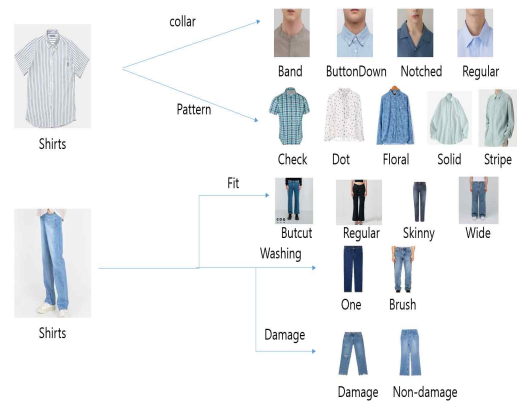 collar
Band ButtonDown Notched Regular
Pattern
Shirts
Check Dot Floral Solid Stripe
Fit
Butcut Regular Skinny Wide
Washing
One Brush
Shirts
Damage
Damage Non-damage